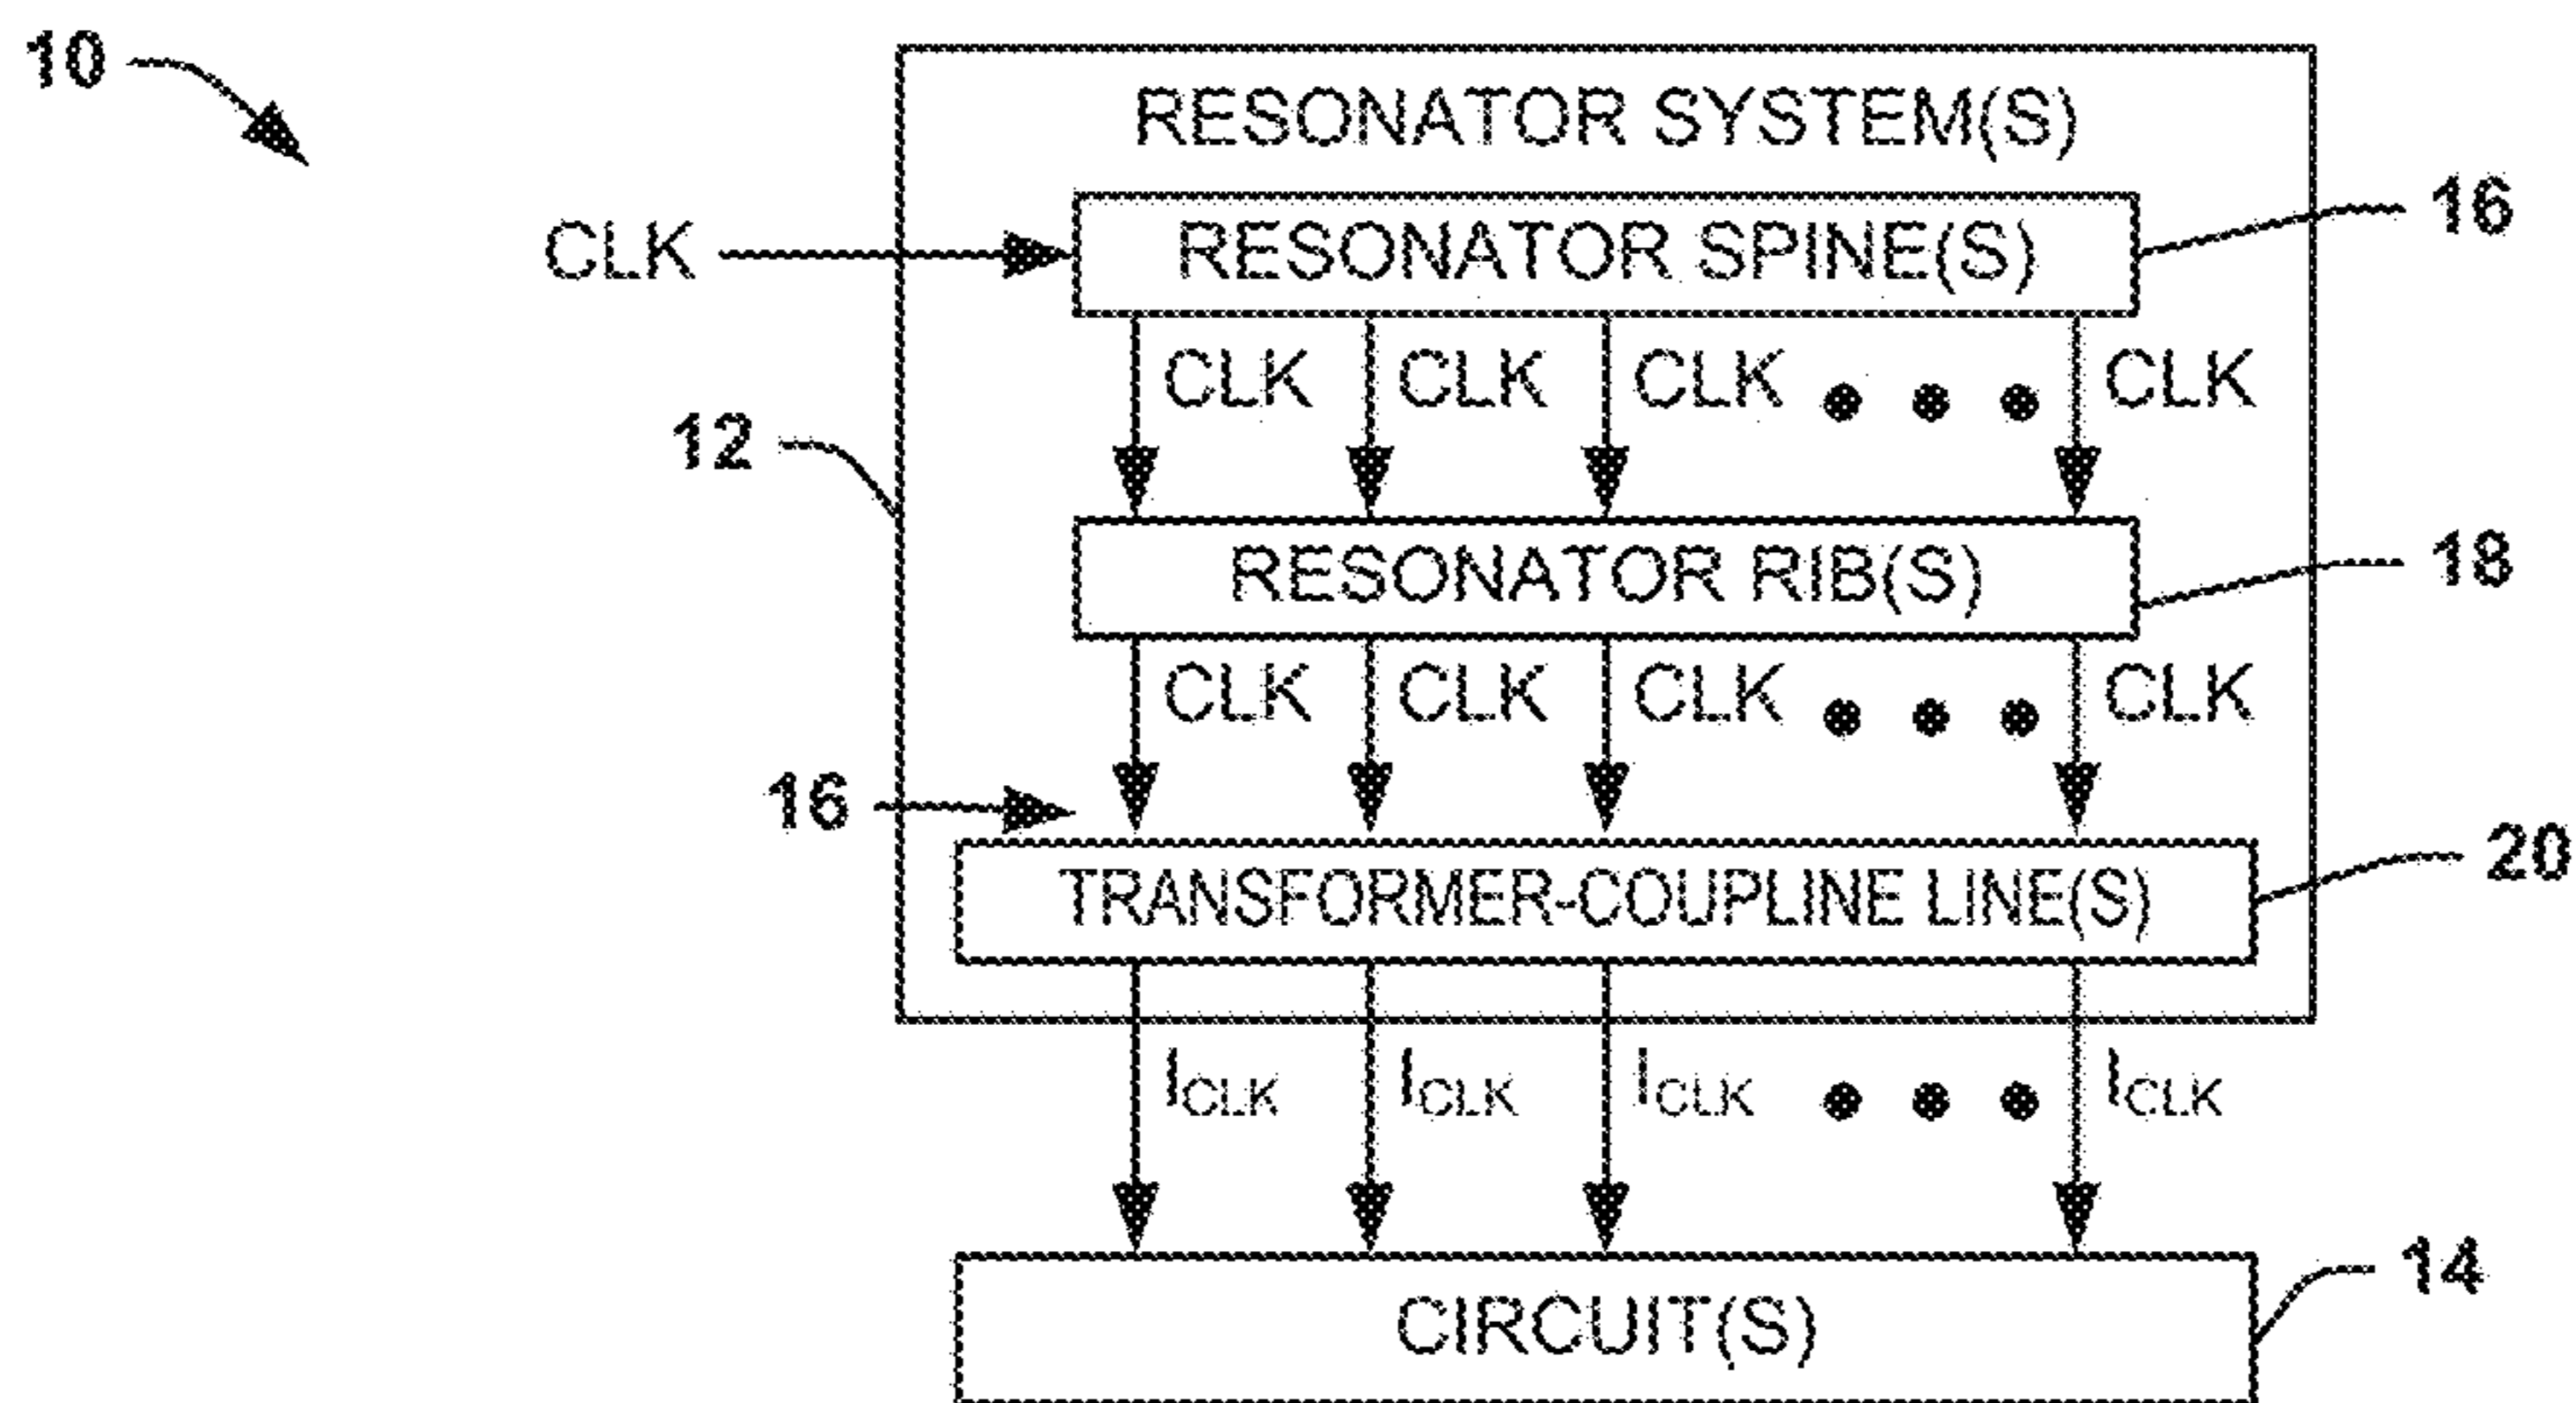 10
RESONATOR SYSTEM(S)
CLK
RESONATOR SPINE(S)
16
CLK CLK CLK CLK
12
RESONATOR RIB(S)
18
CLK CLK CLK CLK
16
TRANSFORMER-COUPLINE LINE(S)
20
ICLK ICLK ICLK ICLK
CIRCUIT(S)
14